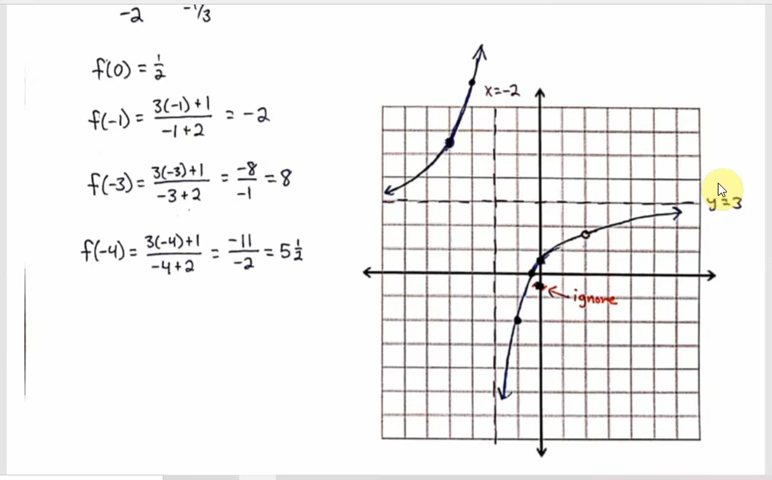 -2 -1/3
f(0) = 1/2
f(-1) = 3(-1)+1 / -1+2 = -2
f(-3) = 3(-3)+1 / -3+2 = -8/-1 = 8
f(-4) = 3(-4)+1 / -4+2 = -11/-2 = 5 1/2
x=-2
y=3
ignore